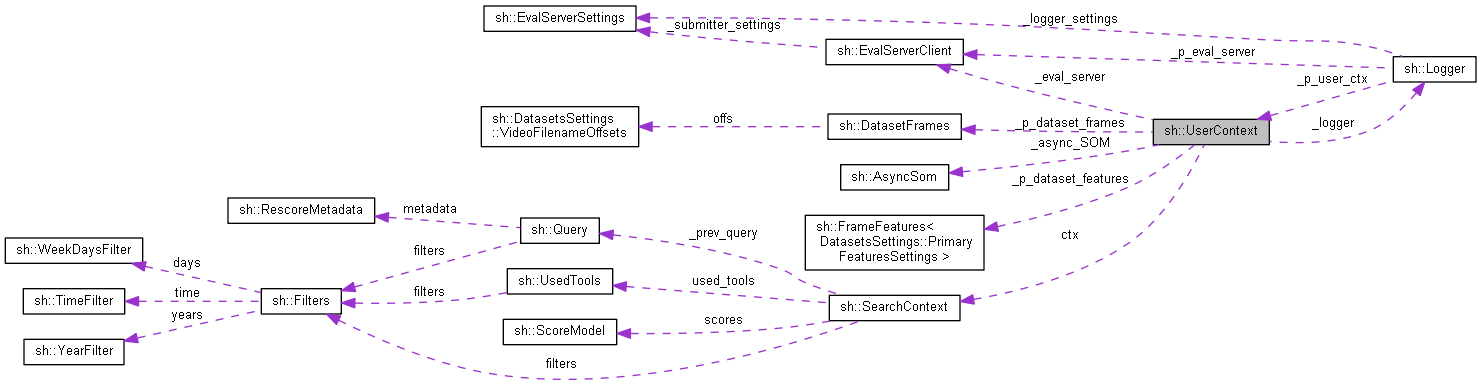 sh::EvalServerSettings
_logger_settings
_submitter_settings
sh::EvalServerClient
_p_eval_server
sh::Logger
_eval_server
_p_user_ctx
sh::DatasetsSettings
::VideoFilenameOffsets
offs
sh::DatasetFrames
_p_dataset_frames
sh::UserContext
_logger
_async_SOM
sh::AsyncSom
_p_dataset_features
sh::RescoreMetadata
metadata
sh::Query
_prev_query
sh::FrameFeatures<
DatasetsSettings::Primary
FeaturesSettings >
ctx
sh::WeekDaysFilter
days
filters
sh::TimeFilter
time
sh::Filters
filters
sh::UsedTools
used_tools
sh::SearchContext
years
sh::YearFilter
sh::ScoreModel
scores
filters